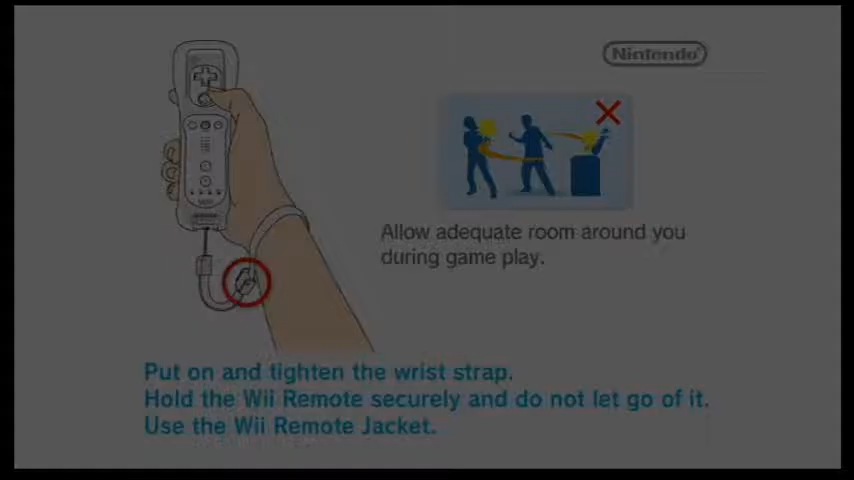 Nintendo®
Allow adequate room around you
during game play.
Put on and tighten the wrist strap.
Hold the Wii Remote securely and do not let go of it.
Use the Wii Remote Jacket.